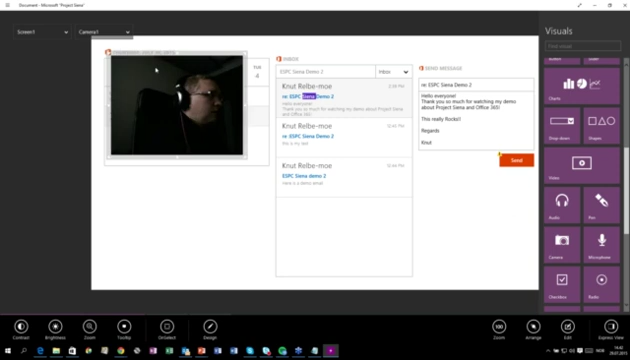 Document - Microsoft "Project Siena"
Screen1
Camera1
INBOX
ESPC Siena Demo 2
Inbox
Knut Relbe-moe
re: ESPC Siena Demo 2
Hello everyone!
Thank you so much for watching my demo about Project Siena
and Office 365!
Knut Relbe-moe
re: ESPC Siena Demo 2
this is my test
Knut Relbe-moe
ESPC Siena demo 2
Here is a demo email
SEND MESSAGE
re: ESPC Siena Demo 2
Hello everyone!
Thank you so much for watching my demo
about Project Siena and Office 365!
This really Rocks!!
Regards
Knut
Send
Visuals
Find visual
Button
Charts
Drop-down
Shapes
Video
Audio
Pen
Camera
Microphone
Checkbox
Radio
Contrast
Brightness
Zoom
Tooltip
OnSelect
Design
100
Zoom
Arrange
Edit
Express View
NOB